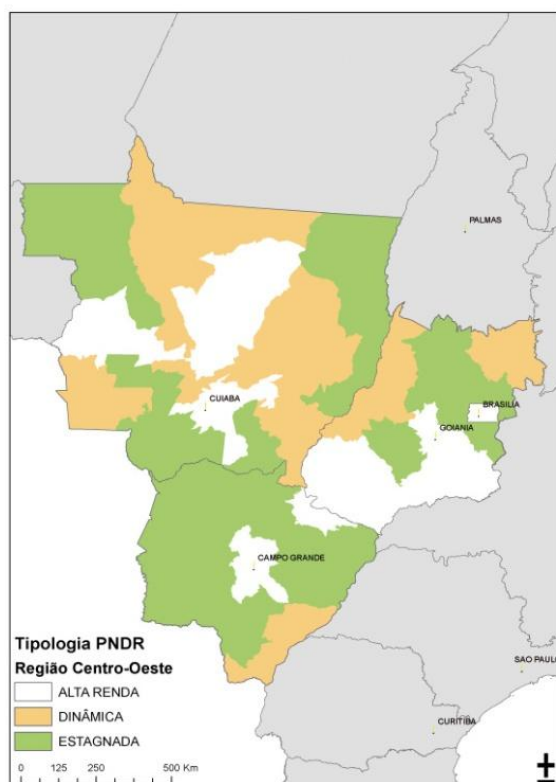 PALMAS
CUIABA
BRASILIA
GOIANIA
CAMPO GRANDE
SAO PAULO
CURITIBA
Tipologia PNDR
Região Centro-Oeste
ALTA RENDA
DINÂMICA
ESTAGNADA
0 125 250 500 Km